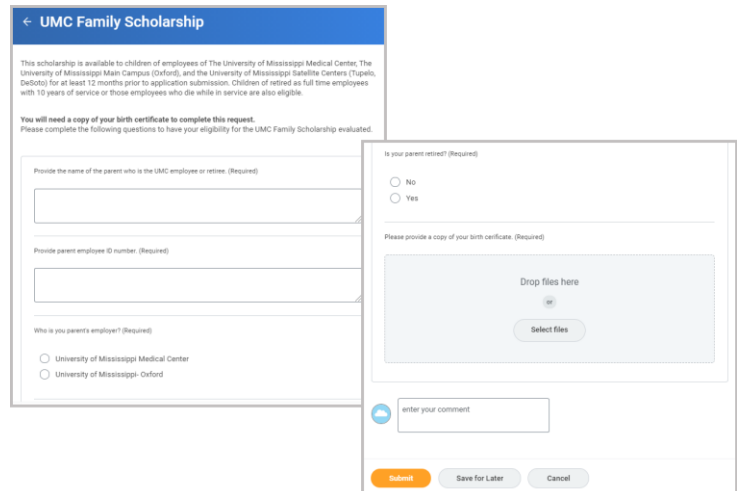 ← UMC Family Scholarship
This scholarship is available to children of employees of The University of Mississippi Medical Center, The
University of Mississippi Main Campus (Oxford), and the University of Mississippi Satellite Centers (Tupelo,
DeSoto) for at least 12 months prior to application submission. Children of retired as full time employees
with 10 years of service or those employees who die while in service are also eligible.
You will need a copy of your birth certificate to complete this request.
Please complete the following questions to have your eligibility for the UMC Family Scholarship evaluated.
Provide the name of the parent who is the UMC employee or retiree. (Required)
Provide parent employee ID number. (Required)
Who is you parent's employer? (Required)
University of Mississippi Medical Center
University of Mississippi- Oxford
Is your parent retired? (Required)
No
Yes
Please provide a copy of your birth cerificate. (Required)
Drop files here
or
Select files
enter your comment
Submit
Save for Later
Cancel